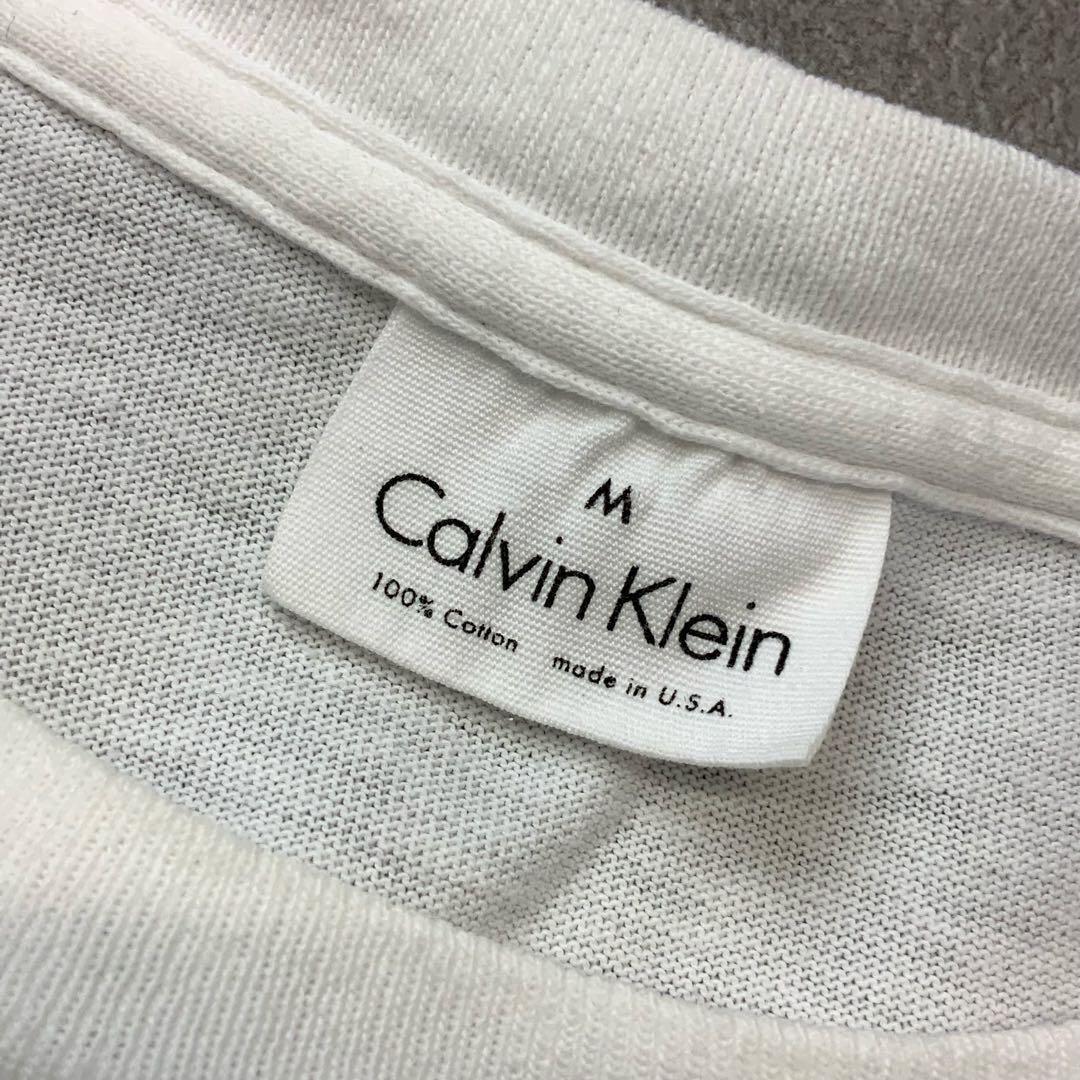 M
Calvin Klein
100% Cotton made in U.S.A.